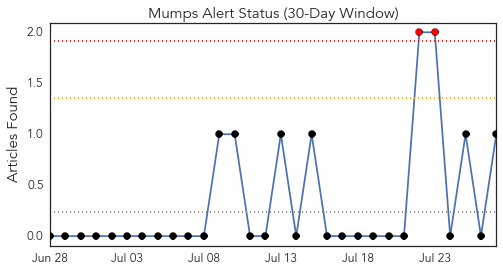 Mumps Alert Status (30-Day Window)
Articles Found
2.0
1.5
1.0
0.5
0.0
Jun 28 Jul 03 Jul 08 Jul 13 Jul 18 Jul 23